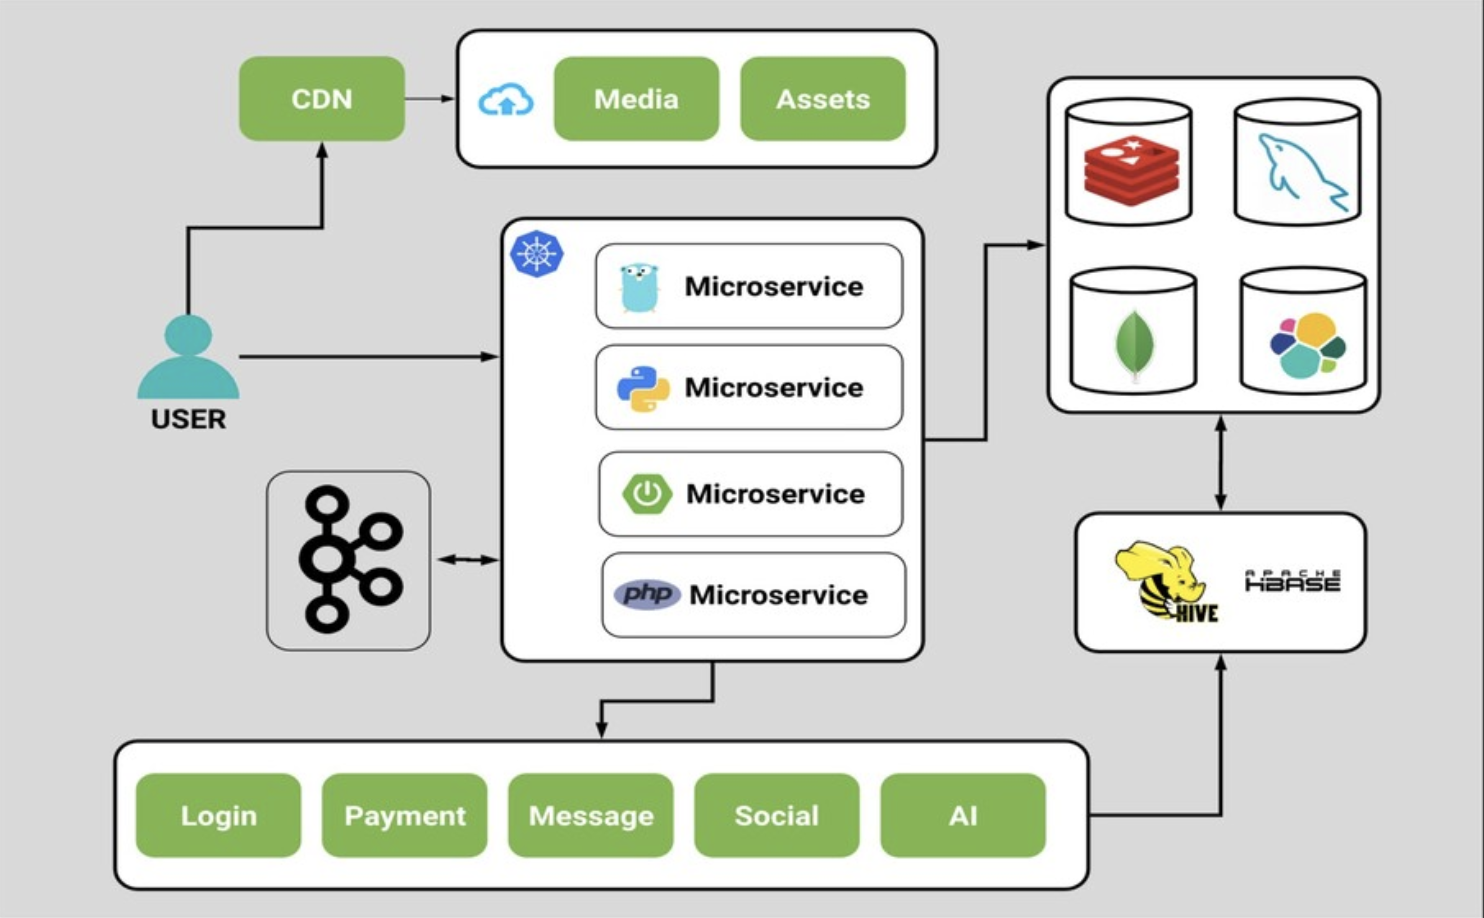 CDN
Media
Assets
USER
Microservice
Microservice
Microservice
php Microservice
HIVE
APACHE
HBASE
Login
Payment
Message
Social
AI